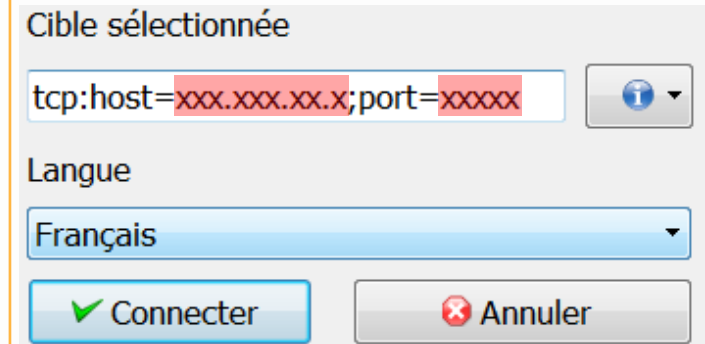 Cible sélectionnée
tcp:host=xxx.xxx.xx.x;port=xxxxx
Langue
Français
Connecter Annuler